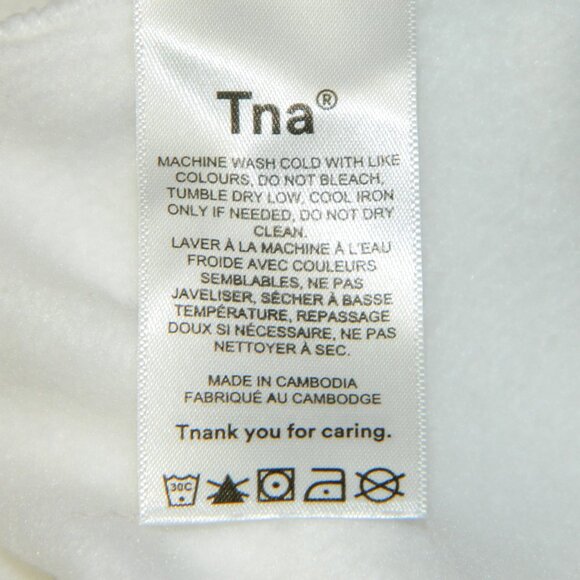 Tna®
MACHINE WASH COLD WITH LIKE
COLOURS, DO NOT BLEACH,
TUMBLE DRY LOW, COOL IRON
ONLY IF NEEDED, DO NOT DRY
CLEAN.
LAVER À LA MACHINE À L'EAU
FROIDE AVEC COULEURS
SEMBLABLES, NE PAS
JAVELISER, SÉCHER À BASSE
TEMPÉRATURE, REPASSAGE
DOUX SI NÉCESSAIRE, NE PAS
NETTOYER À SEC.
MADE IN CAMBODIA
FABRIQUÉ AU CAMBODGE
Tnank you for caring.
30C